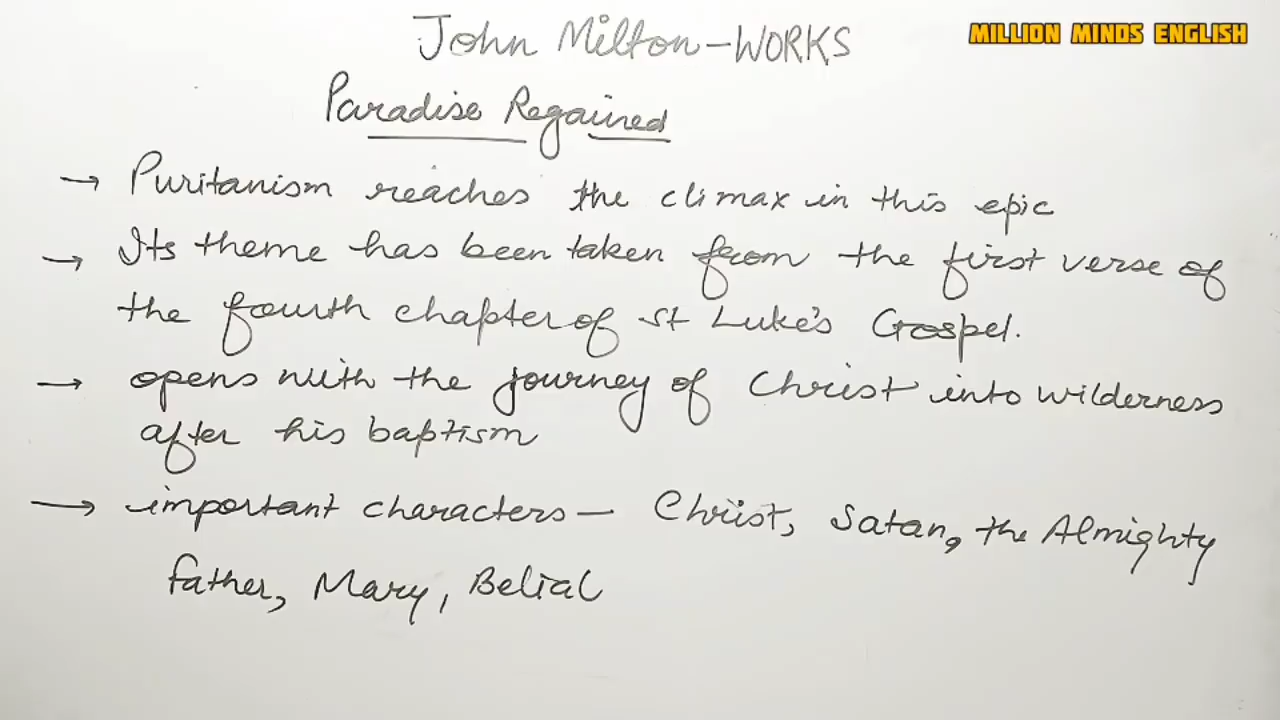 John Milton - WORKS
MILLION MINDS ENGLISH
Paradise Regained
→ Puritanism reaches the climax in this epic
→ Its theme has been taken from the first verse of
the fourth chapter of St Luke's Gospel.
→ opens with the journey of Christ into wilderness
after his baptism
→ important characters - Christ, Satan, the Almighty
father, Mary, Belial